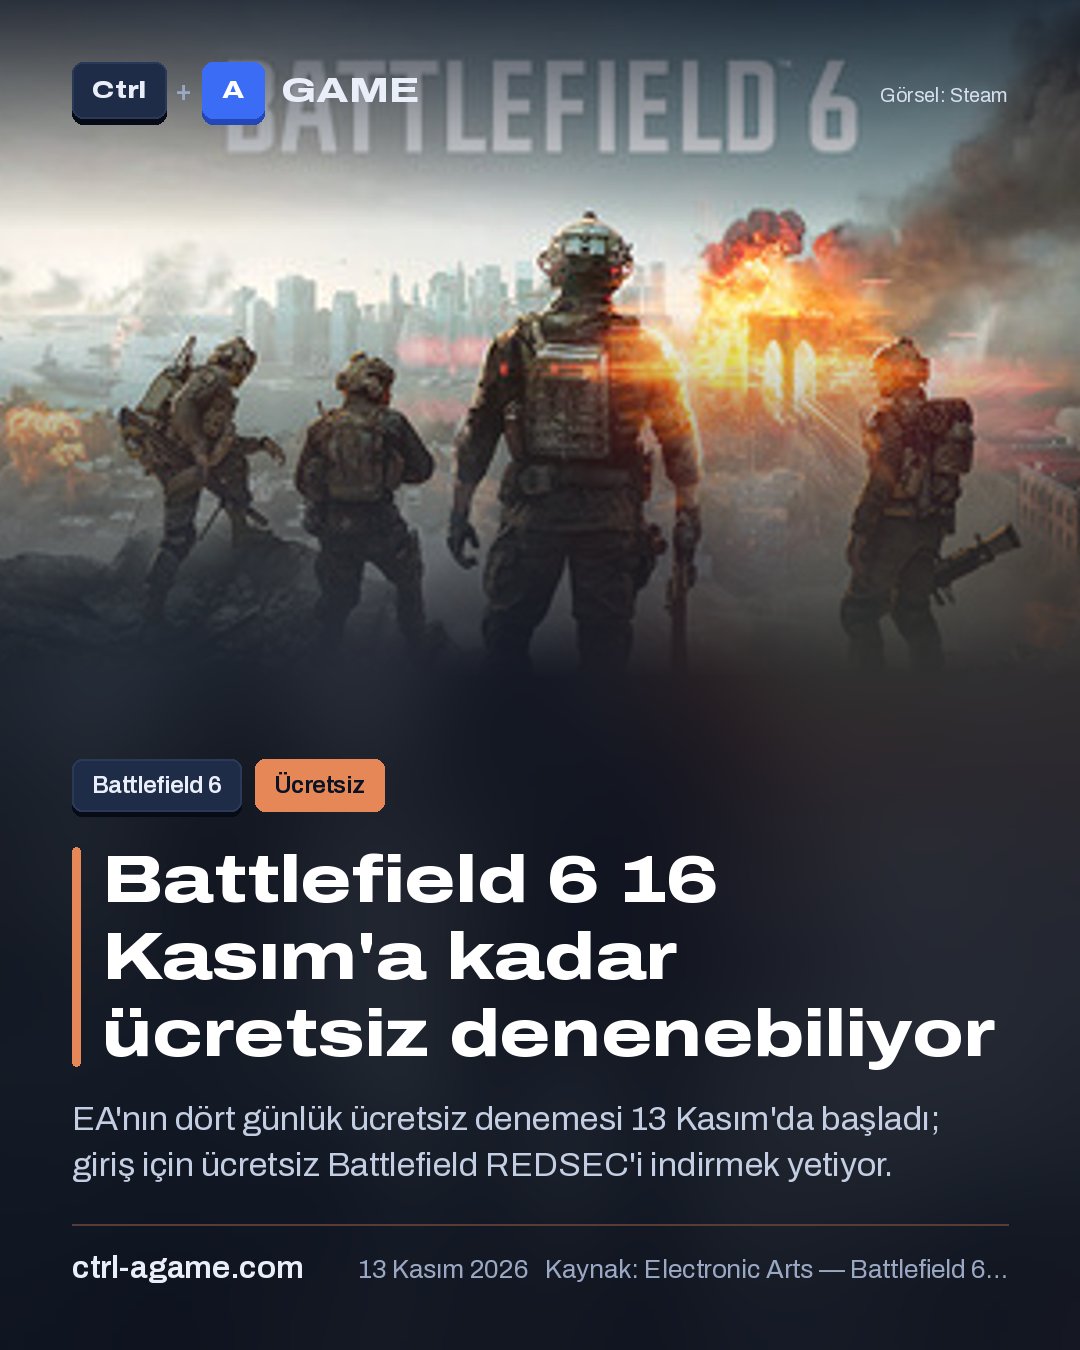 Ctrl + A GAME
BATTLEFIELD 6
Görsel: Steam
Battlefield 6
Ücretsiz
Battlefield 6 16
Kasım'a kadar
ücretsiz denenebiliyor
EA'nın dört günlük ücretsiz denemesi 13 Kasım'da başladı;
giriş için ücretsiz Battlefield REDSEC'i indirmek yetiyor.
ctrl-agame.com
13 Kasım 2026 Kaynak: Electronic Arts — Battlefield 6...